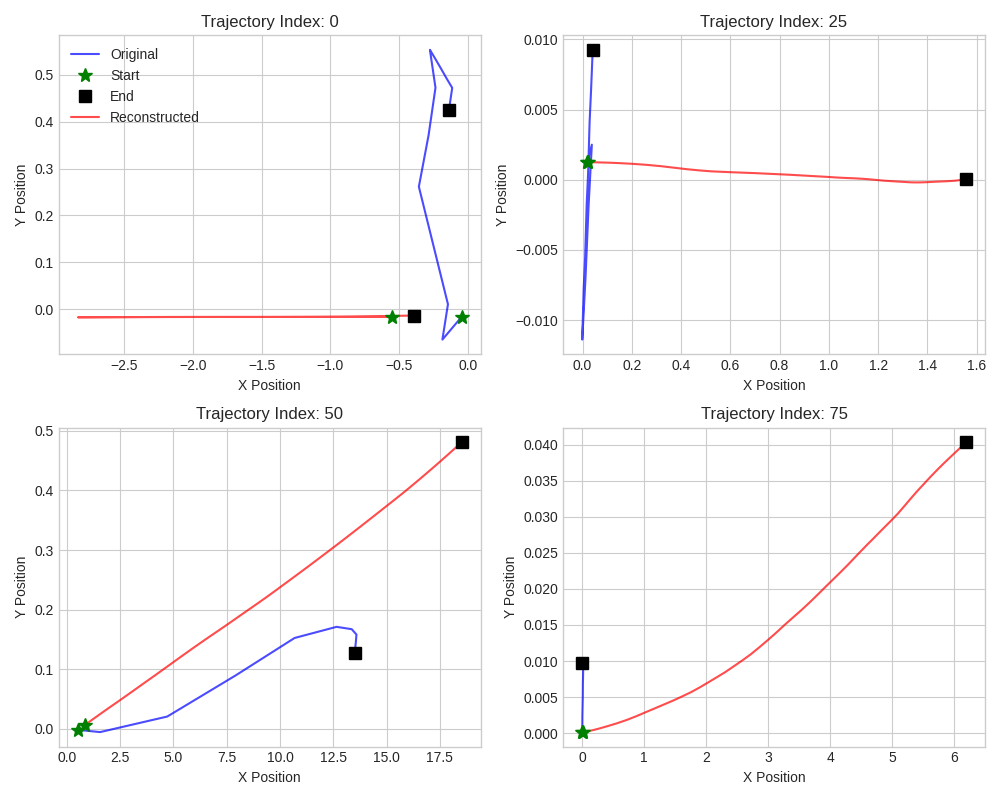 Trajectory Index: 0
Original
Start
End
Reconstructed
0.5
0.4
0.3
0.2
0.1
0.0
Y Position
−2.5 −2.0 −1.5 −1.0 −0.5 0.0
X Position
Trajectory Index: 25
0.010
0.005
0.000
−0.005
−0.010
Y Position
0.0 0.2 0.4 0.6 0.8 1.0 1.2 1.4 1.6
X Position
Trajectory Index: 50
0.5
0.4
0.3
0.2
0.1
0.0
Y Position
0.0 2.5 5.0 7.5 10.0 12.5 15.0 17.5
X Position
Trajectory Index: 75
0.040
0.035
0.030
0.025
0.020
0.015
0.010
0.005
0.000
Y Position
0 1 2 3 4 5 6
X Position